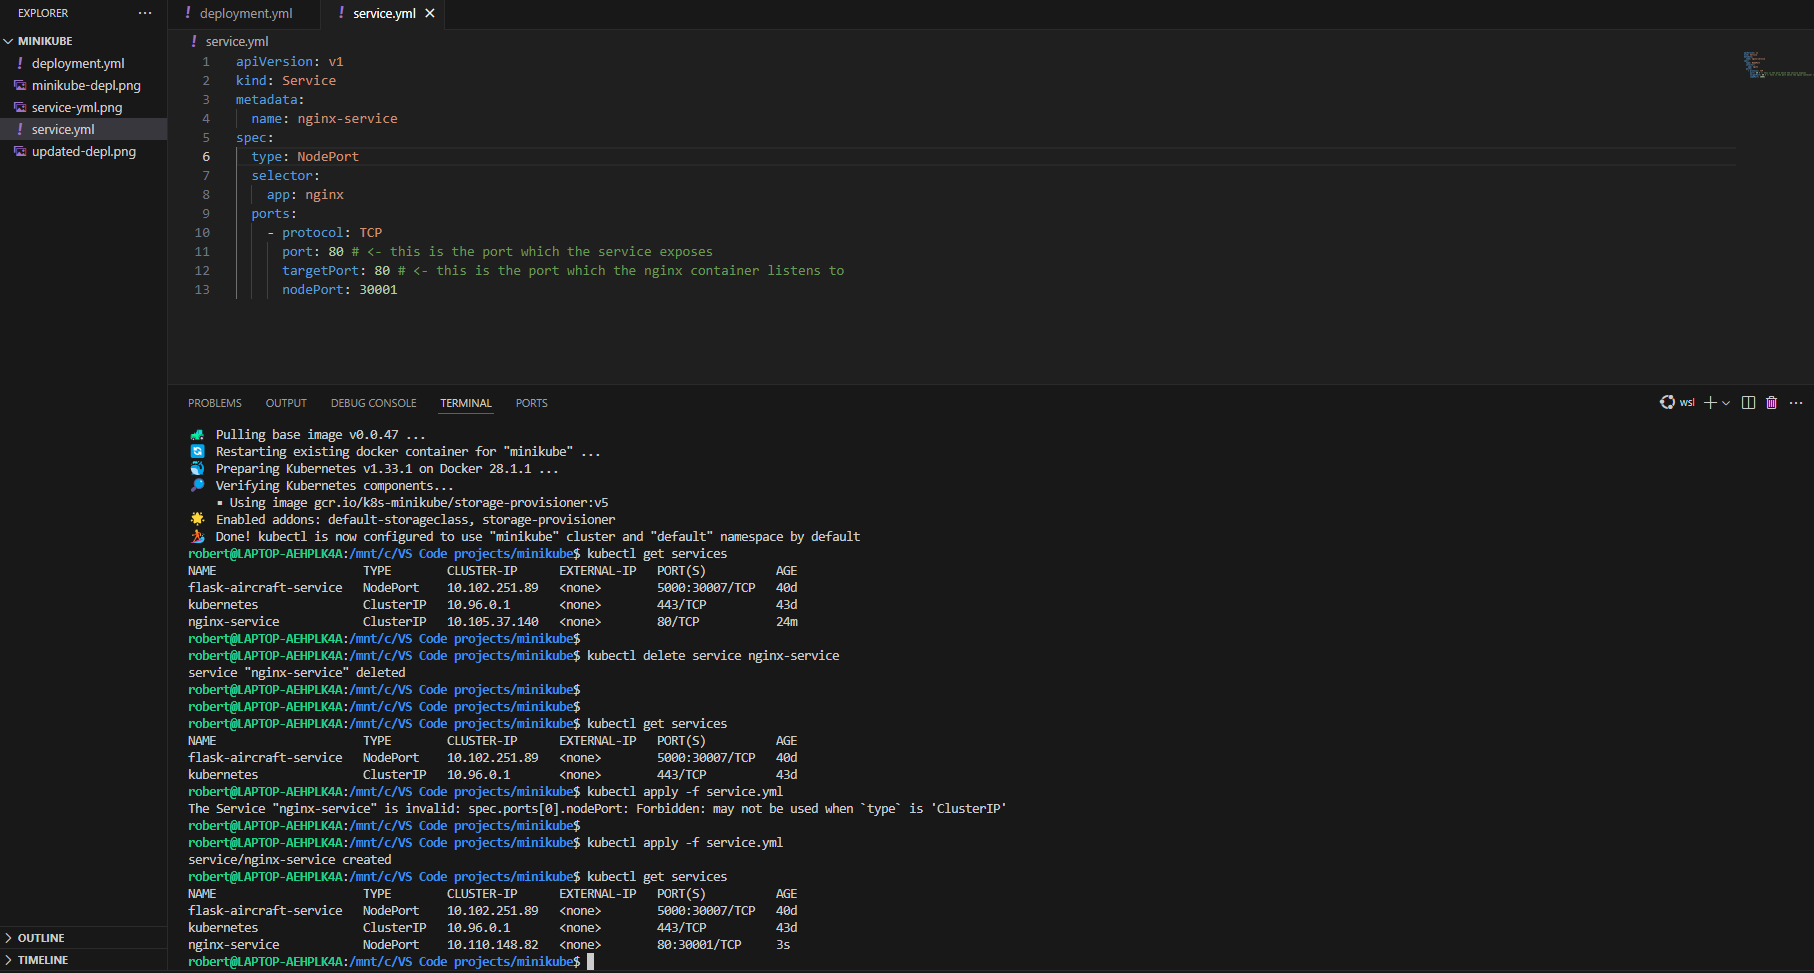 EXPLORER
MINIKUBE
deployment.yml
minikube-depl.png
service-yml.png
service.yml
updated-depl.png
OUTLINE
TIMELINE
deployment.yml
service.yml
service.yml
1 apiVersion: v1
2 kind: Service
3 metadata:
4 name: nginx-service
5 spec:
6 type: NodePort
7 selector:
8 app: nginx
9 ports:
10 - protocol: TCP
11 port: 80 # <- this is the port which the service exposes
12 targetPort: 80 # <- this is the port which the nginx container listens to
13 nodePort: 30001
PROBLEMS OUTPUT DEBUG CONSOLE TERMINAL PORTS
wsl
Pulling base image v0.0.47 ...
Restarting existing docker container for "minikube" ...
Preparing Kubernetes v1.33.1 on Docker 28.1.1 ...
Verifying Kubernetes components...
▪ Using image gcr.io/k8s-minikube/storage-provisioner:v5
Enabled addons: default-storageclass, storage-provisioner
Done! kubectl is now configured to use "minikube" cluster and "default" namespace by default
robert@LAPTOP-AEHPLK4A:/mnt/c/VS Code projects/minikube$ kubectl get services
NAME TYPE CLUSTER-IP EXTERNAL-IP PORT(S) AGE
flask-aircraft-service NodePort 10.102.251.89 <none> 5000:30007/TCP 40d
kubernetes ClusterIP 10.96.0.1 <none> 443/TCP 43d
nginx-service ClusterIP 10.105.37.140 <none> 80/TCP 24m
robert@LAPTOP-AEHPLK4A:/mnt/c/VS Code projects/minikube$
robert@LAPTOP-AEHPLK4A:/mnt/c/VS Code projects/minikube$ kubectl delete service nginx-service
service "nginx-service" deleted
robert@LAPTOP-AEHPLK4A:/mnt/c/VS Code projects/minikube$
robert@LAPTOP-AEHPLK4A:/mnt/c/VS Code projects/minikube$
robert@LAPTOP-AEHPLK4A:/mnt/c/VS Code projects/minikube$ kubectl get services
NAME TYPE CLUSTER-IP EXTERNAL-IP PORT(S) AGE
flask-aircraft-service NodePort 10.102.251.89 <none> 5000:30007/TCP 40d
kubernetes ClusterIP 10.96.0.1 <none> 443/TCP 43d
robert@LAPTOP-AEHPLK4A:/mnt/c/VS Code projects/minikube$ kubectl apply -f service.yml
The Service "nginx-service" is invalid: spec.ports[0].nodePort: Forbidden: may not be used when `type` is 'ClusterIP'
robert@LAPTOP-AEHPLK4A:/mnt/c/VS Code projects/minikube$
robert@LAPTOP-AEHPLK4A:/mnt/c/VS Code projects/minikube$ kubectl apply -f service.yml
service/nginx-service created
robert@LAPTOP-AEHPLK4A:/mnt/c/VS Code projects/minikube$ kubectl get services
NAME TYPE CLUSTER-IP EXTERNAL-IP PORT(S) AGE
flask-aircraft-service NodePort 10.102.251.89 <none> 5000:30007/TCP 40d
kubernetes ClusterIP 10.96.0.1 <none> 443/TCP 43d
nginx-service NodePort 10.110.148.82 <none> 80:30001/TCP 3s
robert@LAPTOP-AEHPLK4A:/mnt/c/VS Code projects/minikube$